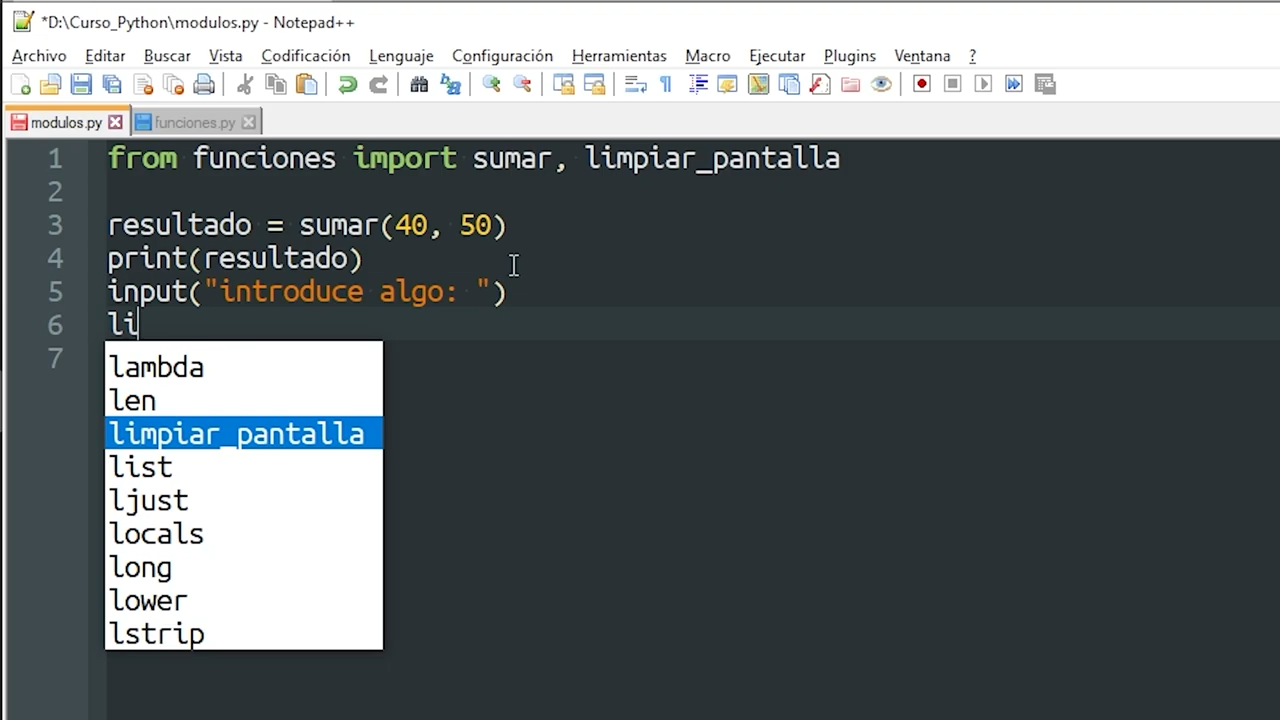 *D:\Curso_Python\modulos.py - Notepad++
Archivo Editar Buscar Vista Codificación Lenguaje Configuración Herramientas Macro Ejecutar Plugins Ventana ?
modulos.py funciones.py
1 from funciones import sumar, limpiar_pantalla
2
3 resultado = sumar(40, 50)
4 print(resultado)
5 input("introduce algo: ")
6 li
7
lambda
len
limpiar_pantalla
list
ljust
locals
long
lower
lstrip